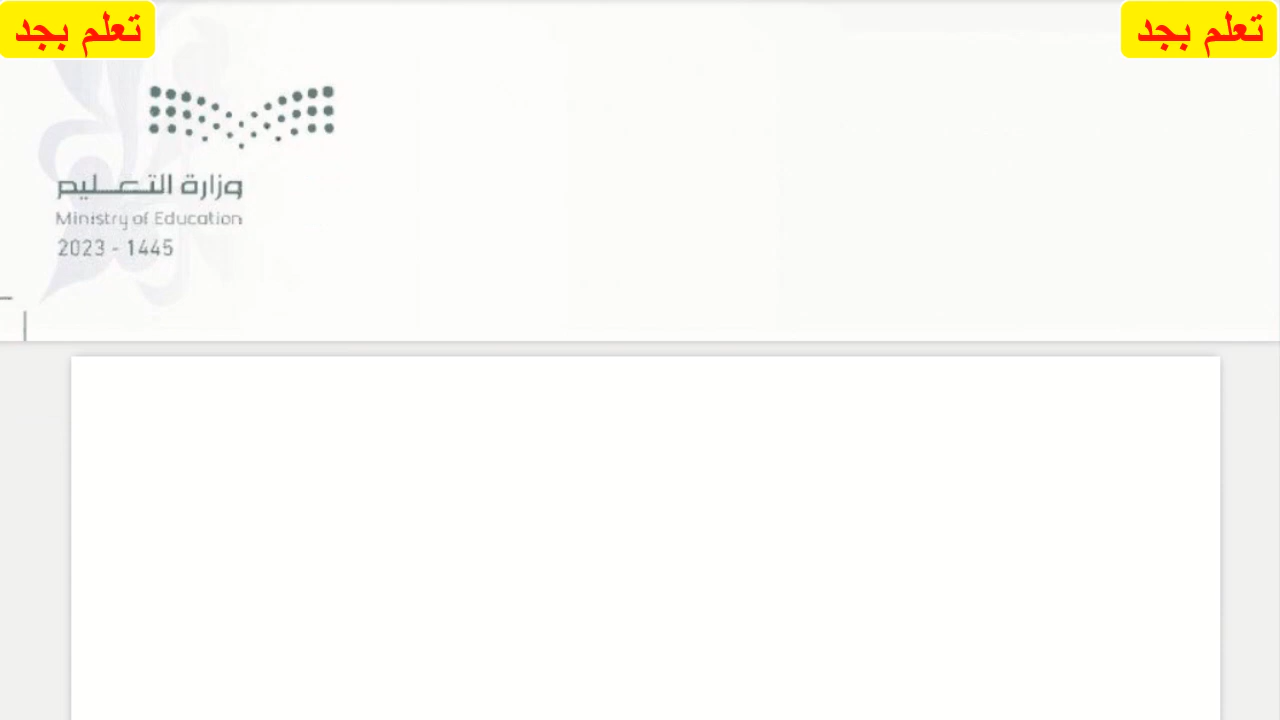 تعلم بجد
تعلم بجد
وزارة التعليم
Ministry of Education
2023 - 1445